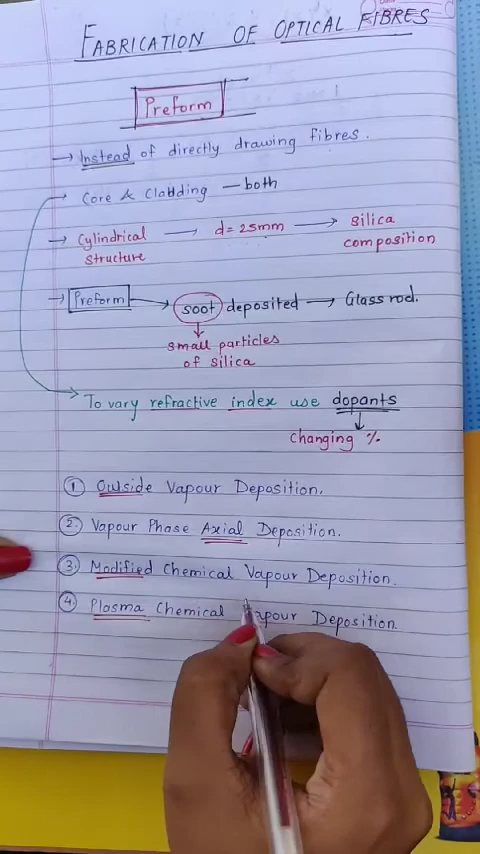 FABRICATION OF OPTICAL FIBRES
Preform
→ Instead of directly drawing fibres.
Core & Cladding — both
→ Cylindrical structure → d = 25mm → silica composition
→ Preform → soot deposited → Glass rod.
↓
small particles
of silica
To vary refractive index use dopants
↓
changing %
① Outside Vapour Deposition.
② Vapour Phase Axial Deposition.
③ Modified Chemical Vapour Deposition.
④ Plasma Chemical Vapour Deposition.